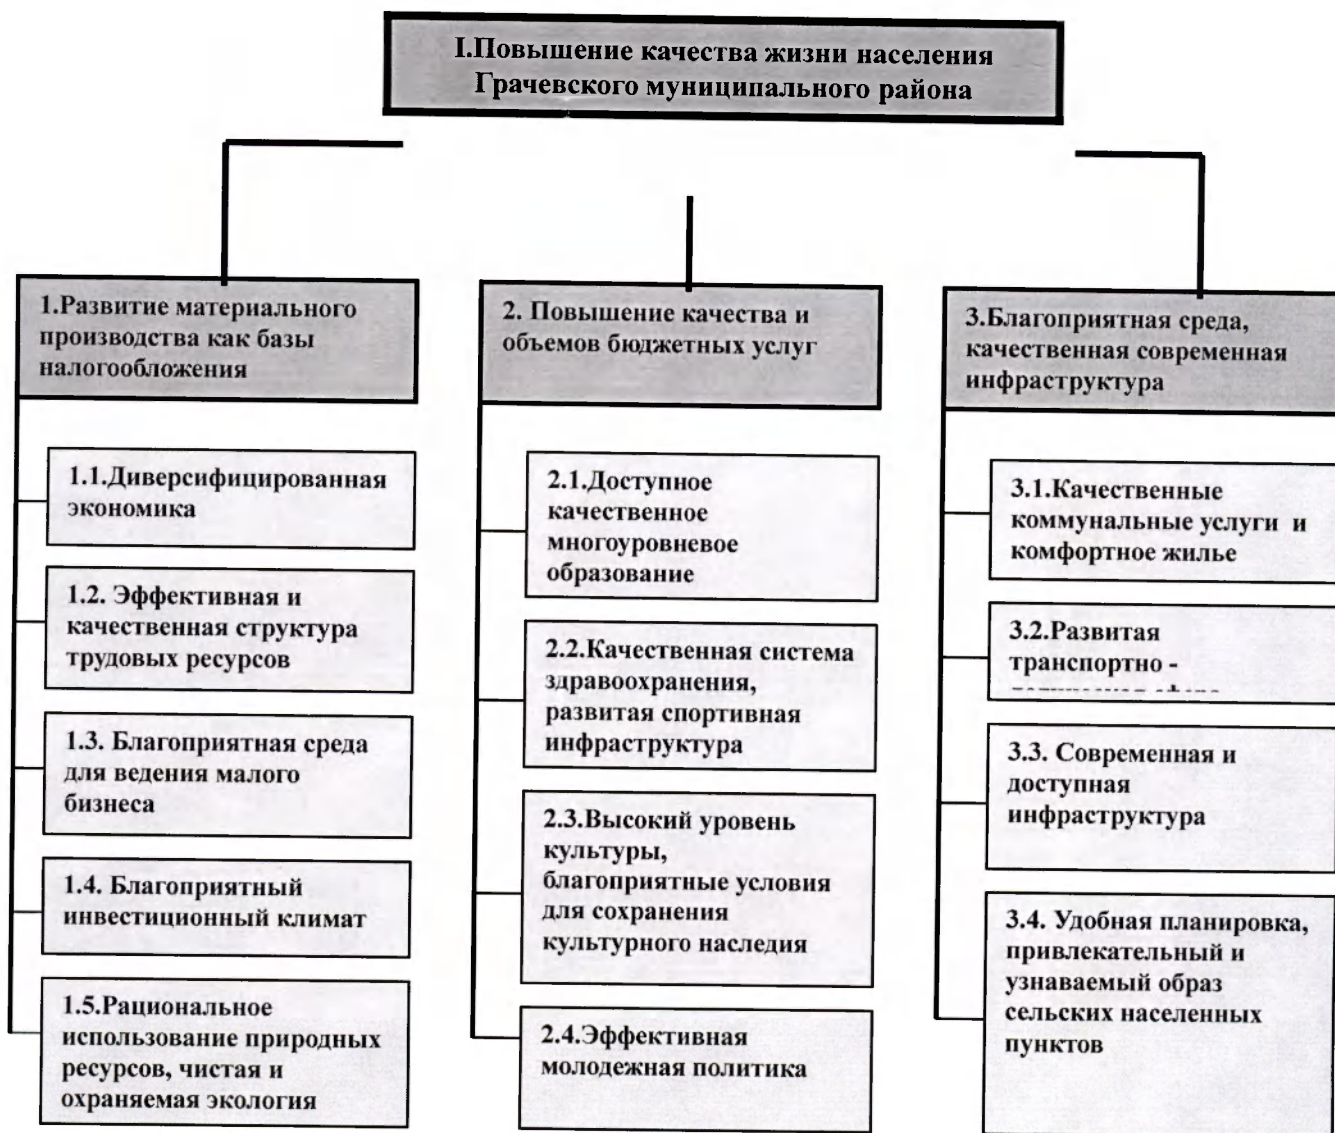 I.Повышение качества жизни населения
Грачевского муниципального района
1.Развитие материального
производства как базы
налогообложения
1.1.Диверсифицированная
экономика
1.2. Эффективная и
качественная структура
трудовых ресурсов
1.3. Благоприятная среда
для ведения малого
бизнеса
1.4. Благоприятный
инвестиционный климат
1.5.Рациональное
использование природных
ресурсов, чистая и
охраняемая экология
2. Повышение качества и
объемов бюджетных услуг
2.1.Доступное
качественное
многоуровневое
образование
2.2.Качественная система
здравоохранения,
развитая спортивная
инфраструктура
2.3.Высокий уровень
культуры,
благоприятные условия
для сохранения
культурного наследия
2.4.Эффективная
молодежная политика
3.Благоприятная среда,
качественная современная
инфраструктура
3.1.Качественные
коммунальные услуги и
комфортное жилье
3.2.Развитая
транспортно -
3.3. Современная и
доступная
инфраструктура
3.4. Удобная планировка,
привлекательный и
узнаваемый образ
сельских населенных
пунктов